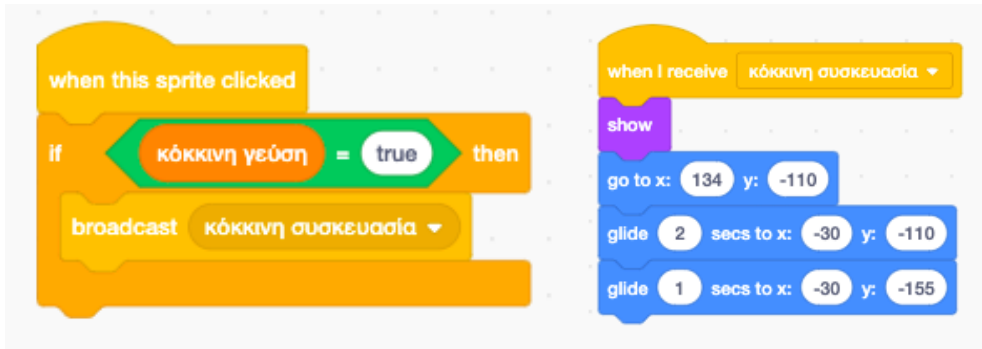 when this sprite clicked
if κόκκινη γεύση = true then
broadcast κόκκινη συσκευασία
when I receive κόκκινη συσκευασία
show
go to x: 134 y: -110
glide 2 secs to x: -30 y: -110
glide 1 secs to x: -30 y: -155